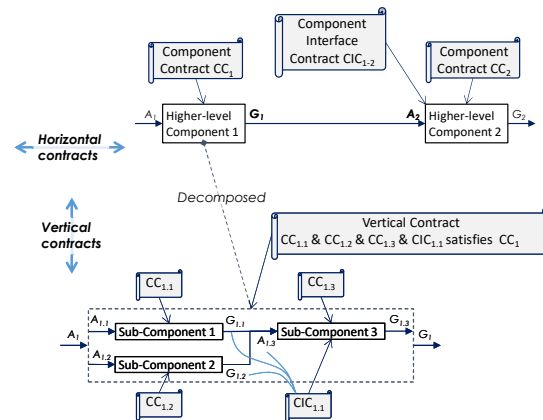 Component
Contract CC1
Component
Interface
Contract CIC1-2
Component
Contract CC2
A1
Higher-level
Component 1
G1
A2
Higher-level
Component 2
G2
Horizontal
contracts
Decomposed
Vertical
contracts
Vertical Contract
CC1.1 & CC1.2 & CC1.3 & CIC1.1 satisfies CC1
CC1.1
CC1.3
A1
A1.1
Sub-Component 1
G1.1
Sub-Component 3
G1.3
G1
A1.3
A1.2
Sub-Component 2
G1.2
CC1.2
CIC1.1